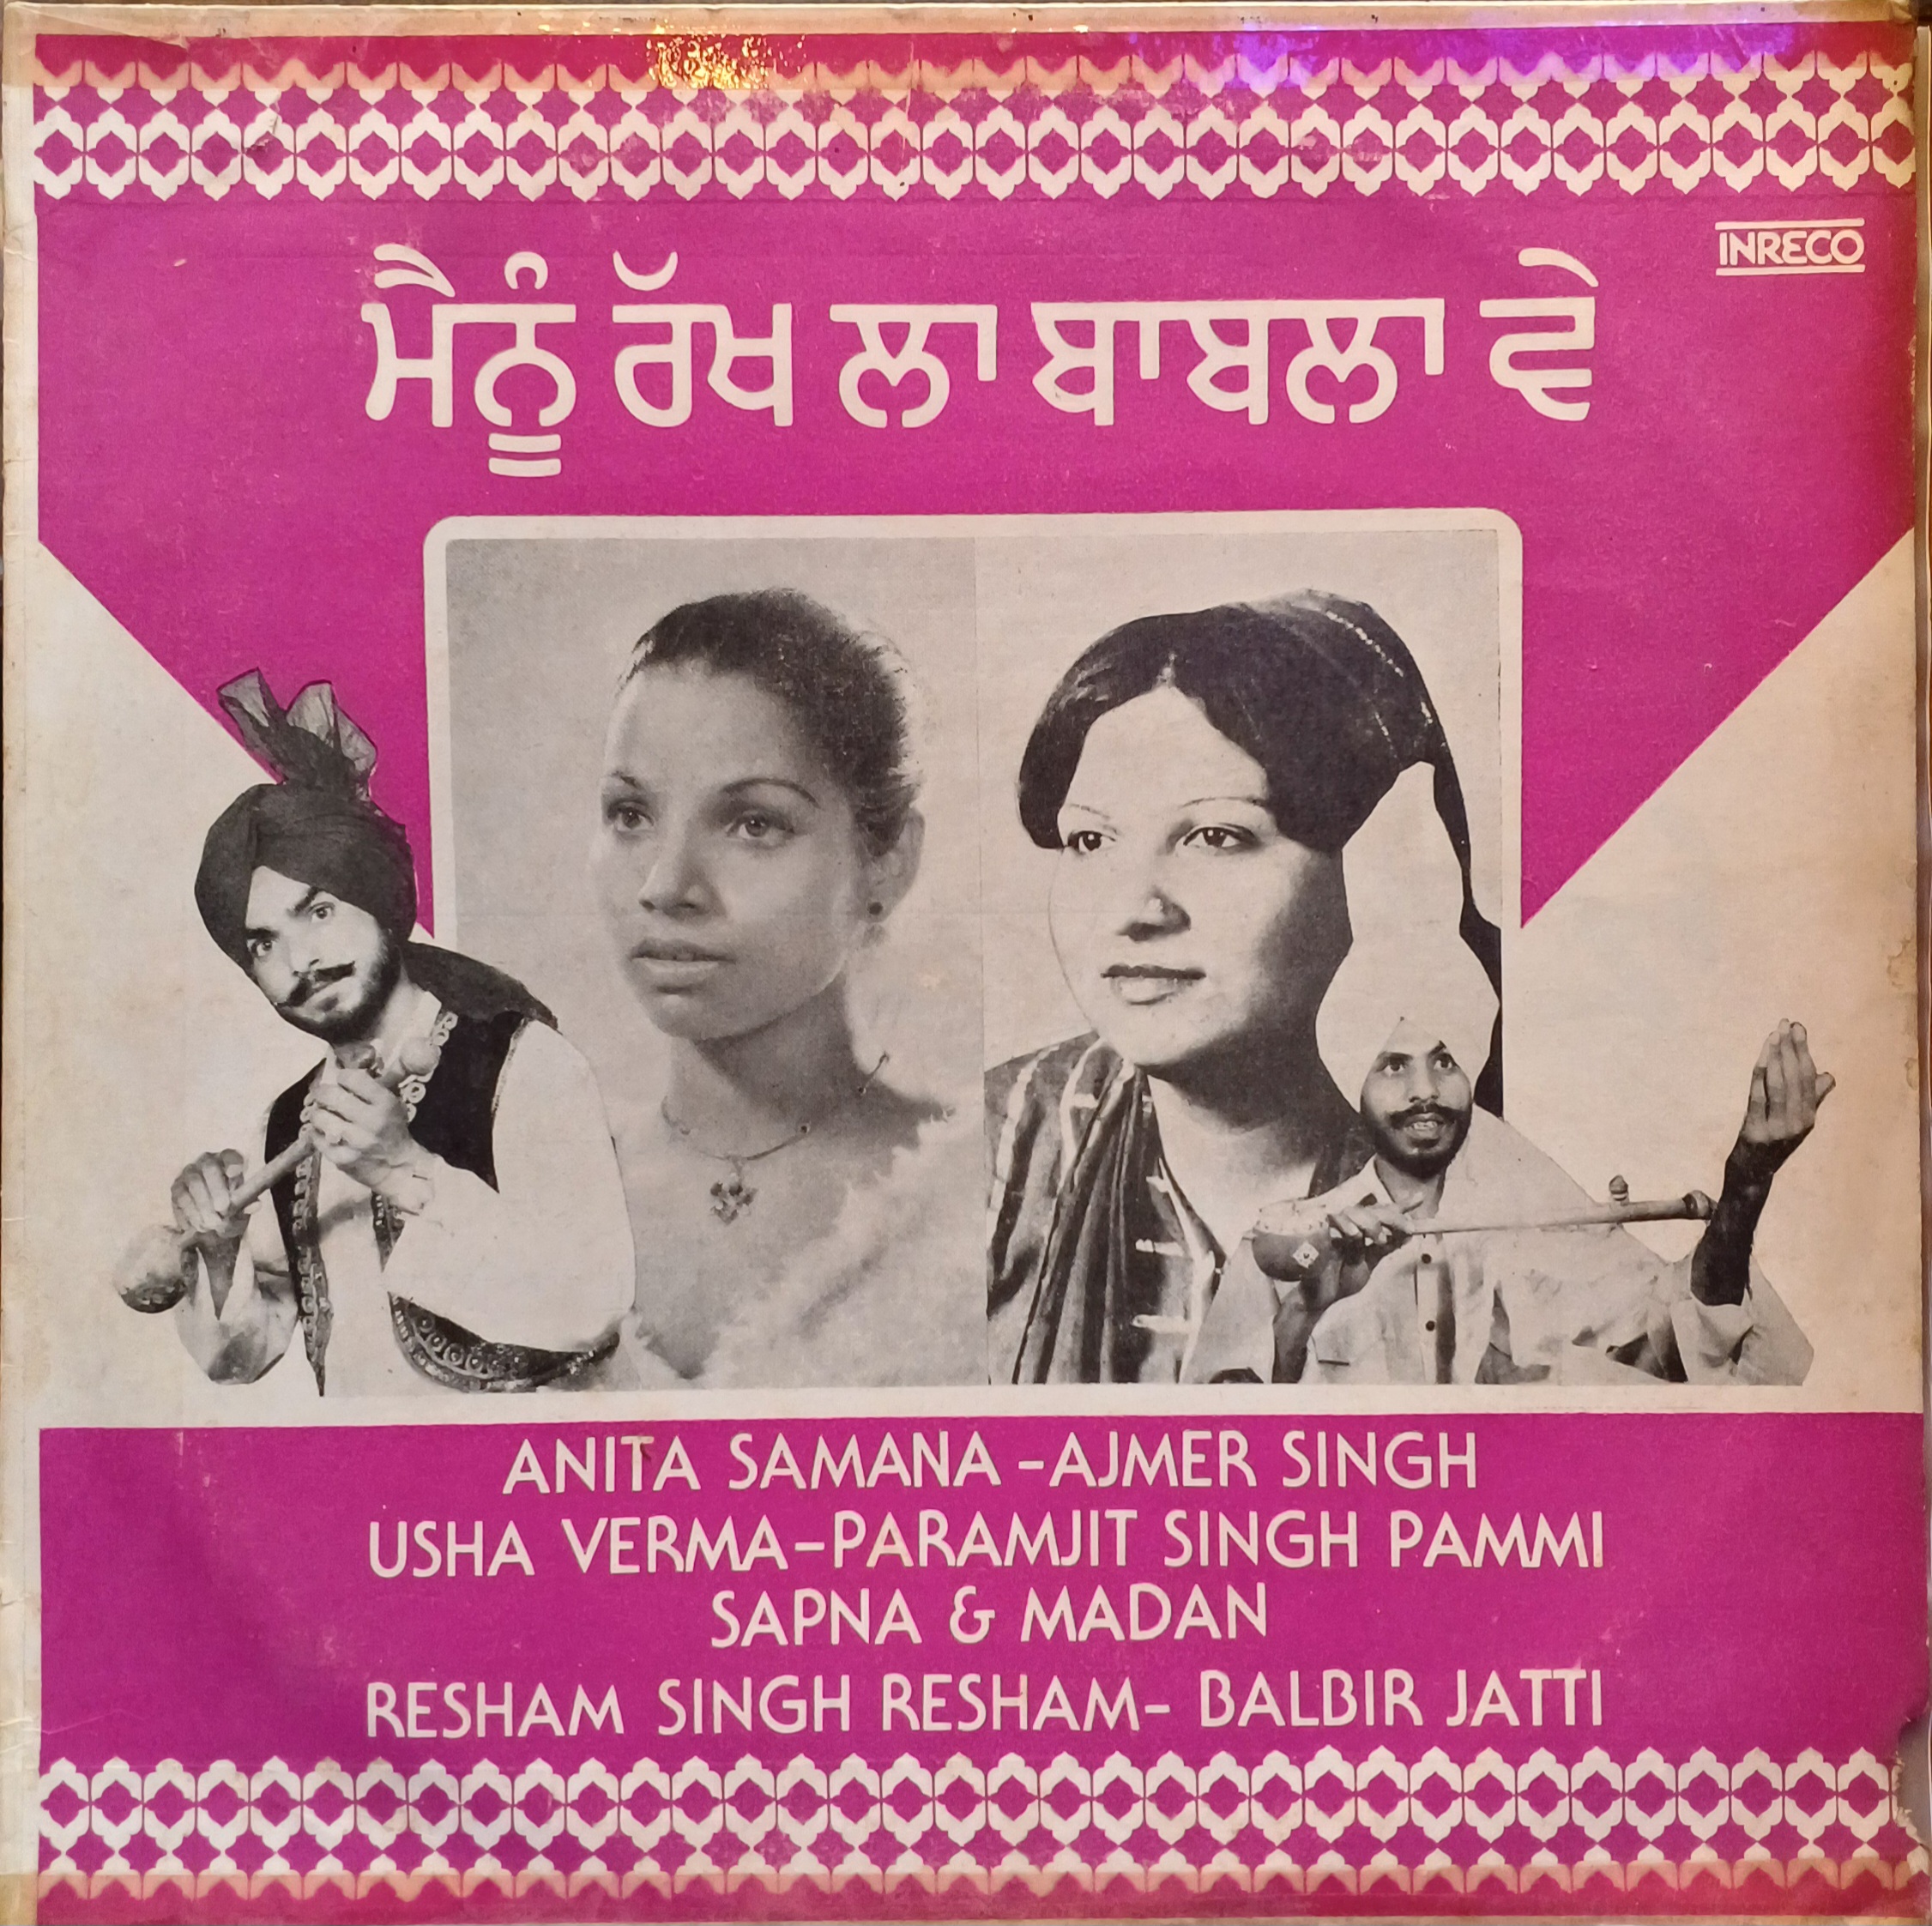 INRECO
ਮੈਨੂੰ ਰੱਖ ਲਾ ਬਾਬਲਾ ਵੇ
ANITA SAMANA -AJMER SINGH
USHA VERMA-PARAMJIT SINGH PAMMI
SAPNA & MADAN
RESHAM SINGH RESHAM- BALBIR JATTI